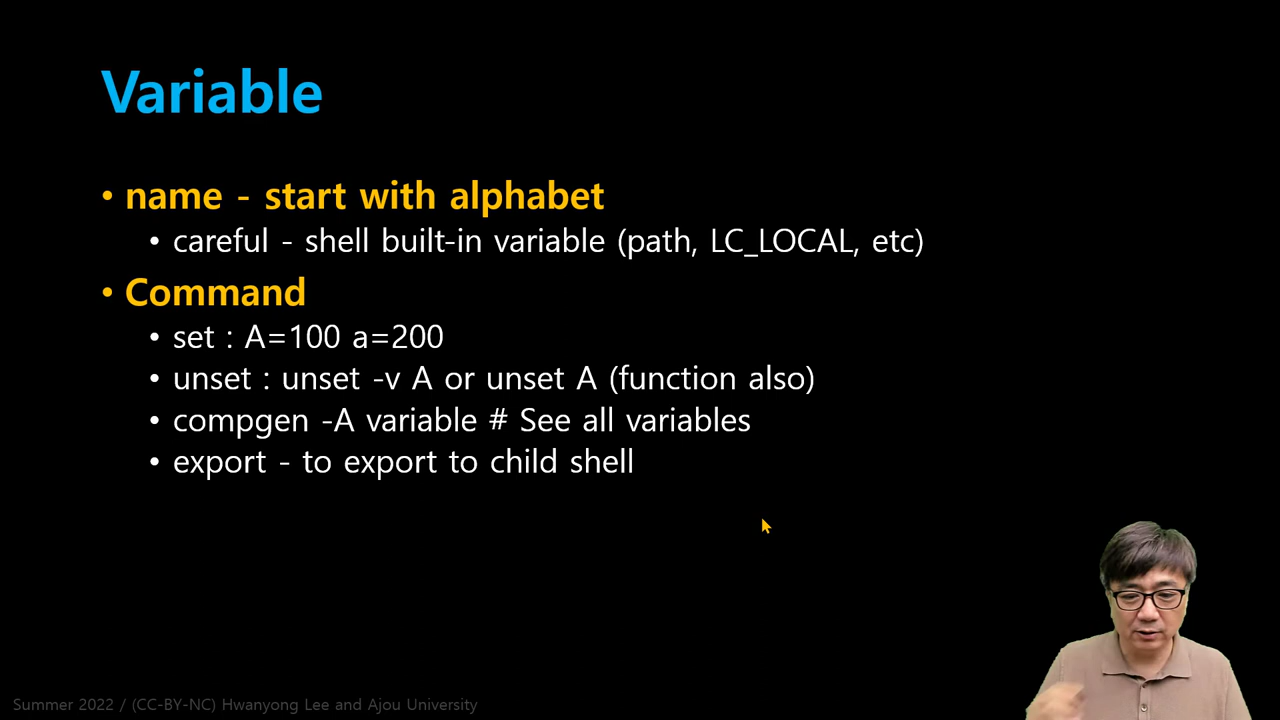 Variable
• name - start with alphabet
• careful - shell built-in variable (path, LC_LOCAL, etc)
• Command
• set : A=100 a=200
• unset : unset -v A or unset A (function also)
• compgen -A variable # See all variables
• export - to export to child shell
Summer 2022 / (CC-BY-NC) Hwanyong Lee and Ajou University